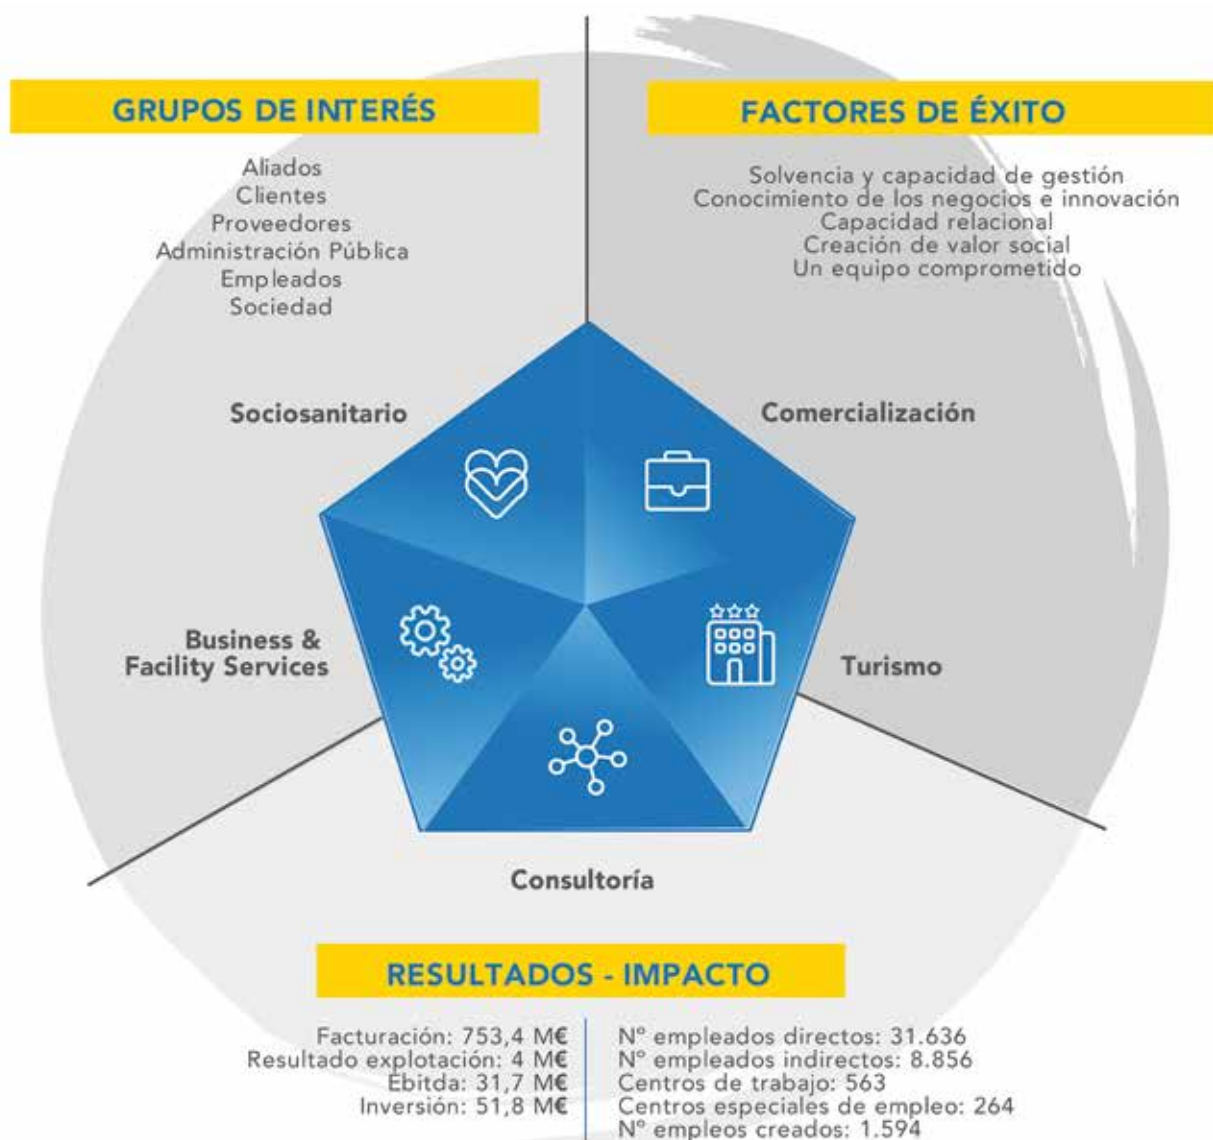 GRUPOS DE INTERÉS
Aliados
Clientes
Proveedores
Administración Pública
Empleados
Sociedad
FACTORES DE ÉXITO
Solvencia y capacidad de gestión
Conocimiento de los negocios e innovación
Capacidad relacional
Creación de valor social
Un equipo comprometido
Sociosanitario
Comercialización
Business &
Facility Services
Turismo
Consultoría
RESULTADOS - IMPACTO
Facturación: 753,4 M€
Resultado explotación: 4 M€
Ebitda: 31,7 M€
Inversión: 51,8 M€
Nº empleados directos: 31.636
Nº empleados indirectos: 8.856
Centros de trabajo: 563
Centros especiales de empleo: 264
Nº empleos creados: 1.594